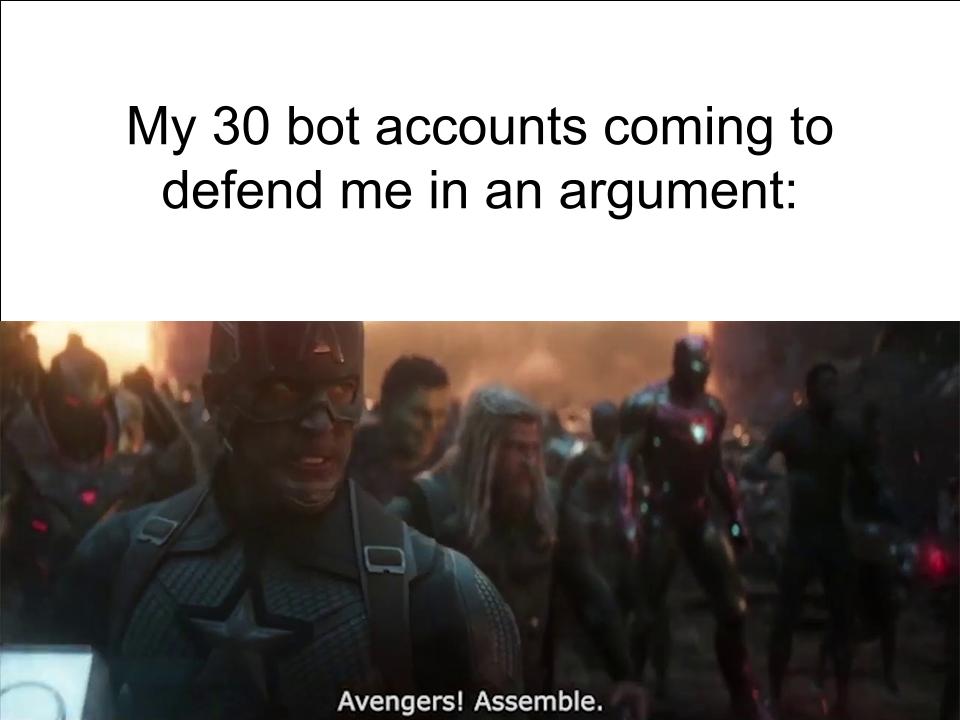 My 30 bot accounts coming to
defend me in an argument:
Avengers! Assemble.